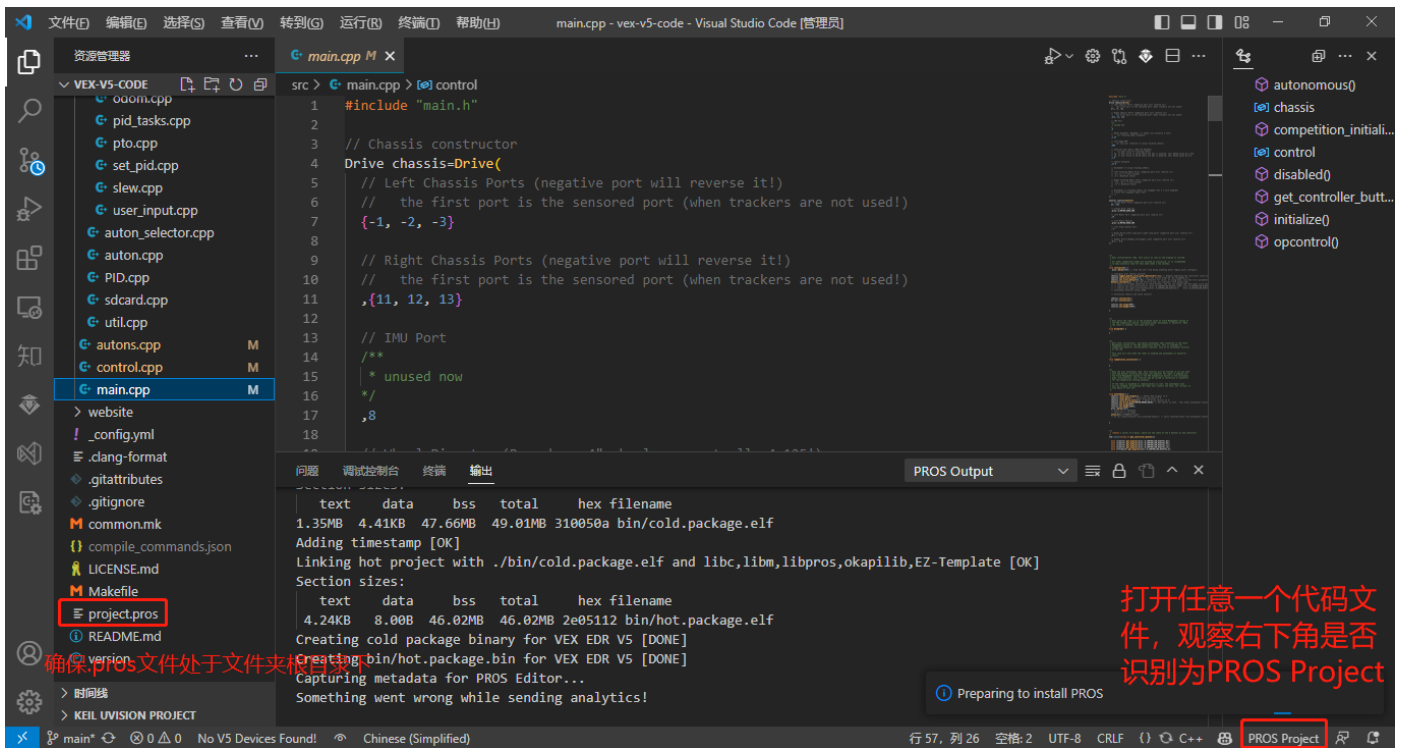 文件(F) 编辑(E) 选择(S) 查看(V) 转到(G) 运行(R) 终端(T) 帮助(H) main.cpp - vex-v5-code - Visual Studio Code [管理员]
资源管理器
VEX-V5-CODE
odom.cpp
pid_tasks.cpp
pto.cpp
set_pid.cpp
slew.cpp
user_input.cpp
auton_selector.cpp
auton.cpp
PID.cpp
sdcard.cpp
util.cpp
autons.cpp M
control.cpp M
main.cpp M
website
_config.yml
.clang-format
.gitattributes
.gitignore
common.mk
compile_commands.json
LICENSE.md
Makefile
project.pros
README.md
version
确保.pros文件处于文件夹根目录下
时间线
KEIL UVISION PROJECT
main.cpp M
src > main.cpp > control
1 #include "main.h"
2
3 // Chassis constructor
4 Drive chassis=Drive(
5 // Left Chassis Ports (negative port will reverse it!)
6 // the first port is the sensored port (when trackers are not used!)
7 {-1, -2, -3}
8
9 // Right Chassis Ports (negative port will reverse it!)
10 // the first port is the sensored port (when trackers are not used!)
11 ,{11, 12, 13}
12
13 // IMU Port
14 /**
15 * unused now
16 */
17 ,8
18
autonomous()
chassis
competition_initiali...
control
disabled()
get_controller_butt...
initialize()
opcontrol()
问题 调试控制台 终端 输出 PROS Output
Section sizes:
text data bss total hex filename
1.35MB 4.41KB 47.66MB 49.01MB 310050a bin/cold.package.elf
Adding timestamp [OK]
Linking hot project with ./bin/cold.package.elf and libc,libm,libpros,okapilib,EZ-Template [OK]
Section sizes:
text data bss total hex filename
4.24KB 8.00B 46.02MB 46.02MB 2e05112 bin/hot.package.elf
Creating cold package binary for VEX EDR V5 [DONE]
Creating bin/hot.package.bin for VEX EDR V5 [DONE]
Capturing metadata for PROS Editor...
Something went wrong while sending analytics!
打开任意一个代码文
件，观察右下角是否
识别为PROS Project
Preparing to install PROS
main* 0 0 No V5 Devices Found! Chinese (Simplified) 行 57，列 26 空格: 2 UTF-8 CRLF {} C++ PROS Project